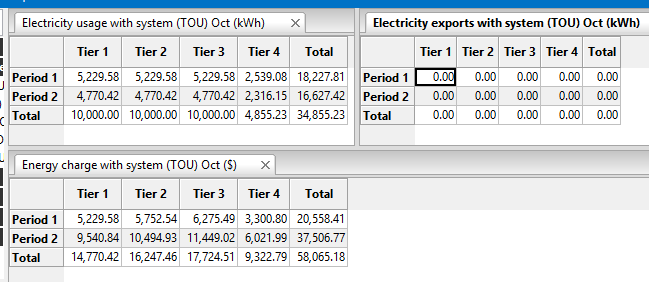 Electricity usage with system (TOU) Oct (kWh) ×
Tier 1 Tier 2 Tier 3 Tier 4 Total
Period 1 5,229.58 5,229.58 5,229.58 2,539.08 18,227.81
Period 2 4,770.42 4,770.42 4,770.42 2,316.15 16,627.42
Total 10,000.00 10,000.00 10,000.00 4,855.23 34,855.23
Electricity exports with system (TOU) Oct (kWh)
Tier 1 Tier 2 Tier 3 Tier 4 Total
Period 1 0.00 0.00 0.00 0.00 0.00
Period 2 0.00 0.00 0.00 0.00 0.00
Total 0.00 0.00 0.00 0.00 0.00
Energy charge with system (TOU) Oct ($) ×
Tier 1 Tier 2 Tier 3 Tier 4 Total
Period 1 5,229.58 5,752.54 6,275.49 3,300.80 20,558.41
Period 2 9,540.84 10,494.93 11,449.02 6,021.99 37,506.77
Total 14,770.42 16,247.46 17,724.51 9,322.79 58,065.18